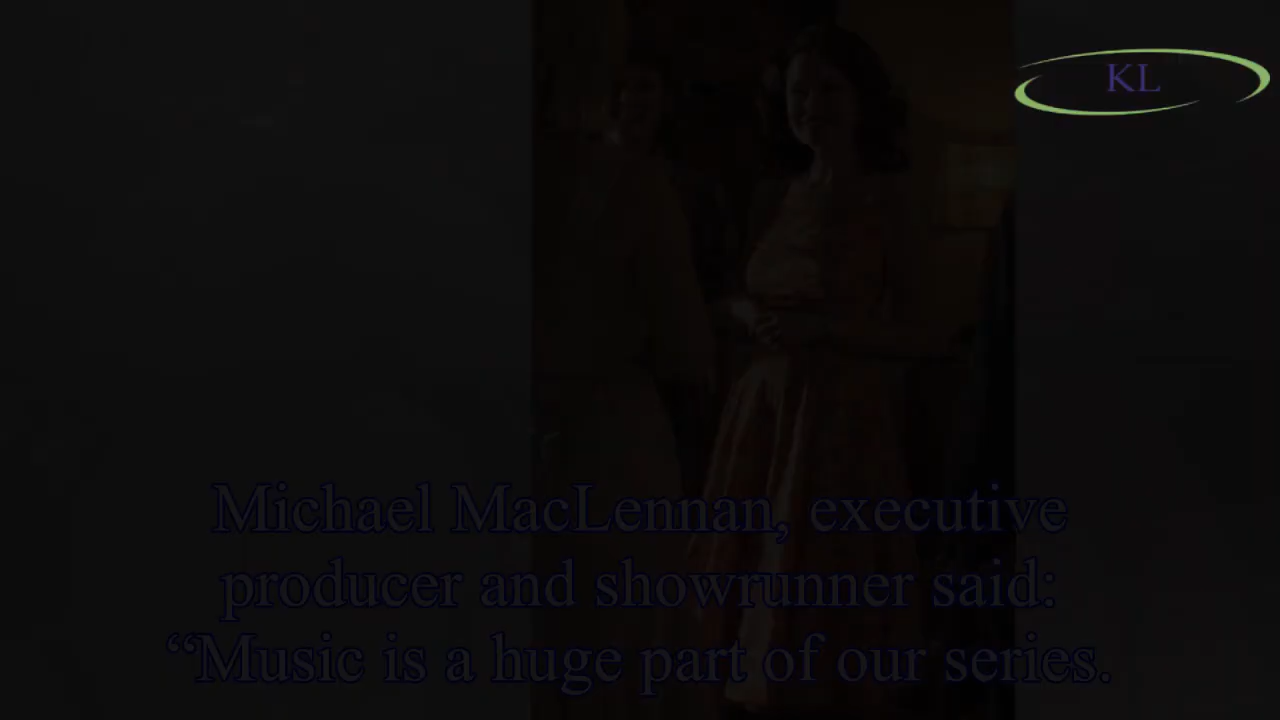 KL
Michael MacLennan, executive
producer and showrunner said:
“Music is a huge part of our series.